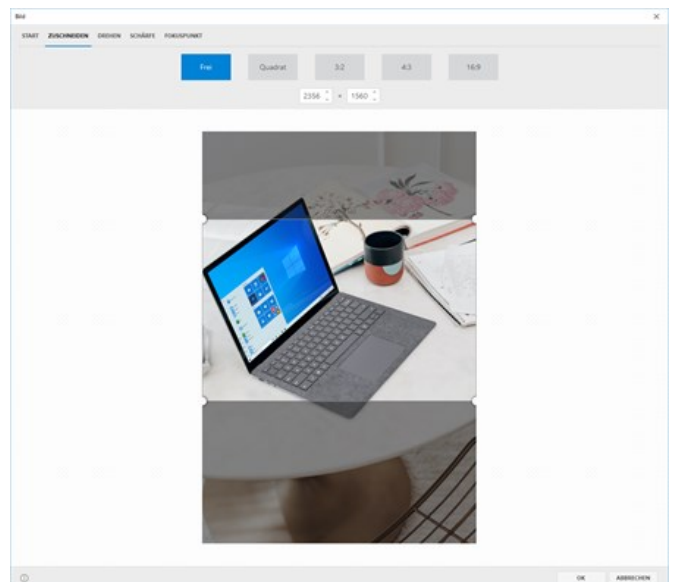 Bild
START ZUSCHNEIDEN DREHEN SCHÄRFE FOKUSPUNKT
Frei Quadrat 3:2 4:3 16:9
2356 × 1560
OK ABBRECHEN